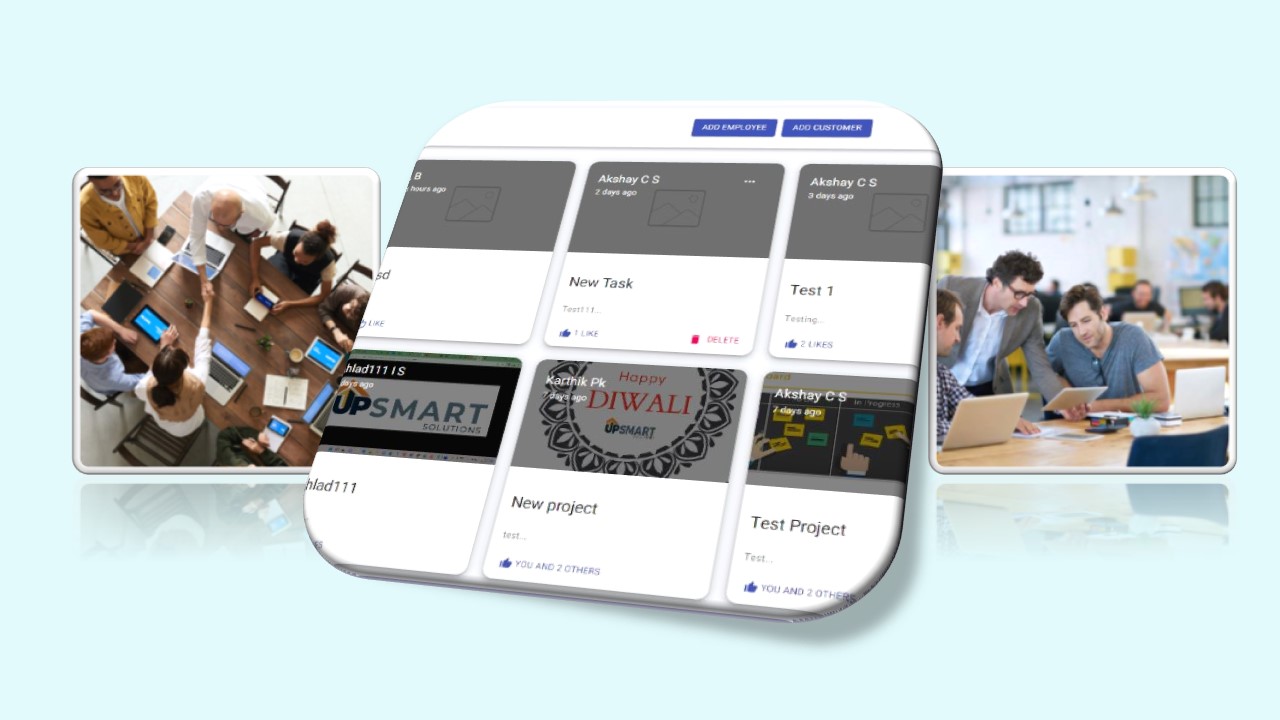 ADD EMPLOYEE ADD CUSTOMER
B
hours ago
Akshay C S
2 days ago
Akshay C S
3 days ago
sd
LIKE
New Task
Test111...
1 LIKE
DELETE
Test 1
Testing...
2 LIKES
hlad111 I S
days ago
UPSMART
SOLUTIONS
hlad111
Karthik Pk
7 days ago
Happy
DIWALI
UPSMART
New project
test...
YOU AND 2 OTHERS
Akshay C S
7 days ago
In Progress
Test Project
Test...
YOU AND 2 OTHERS